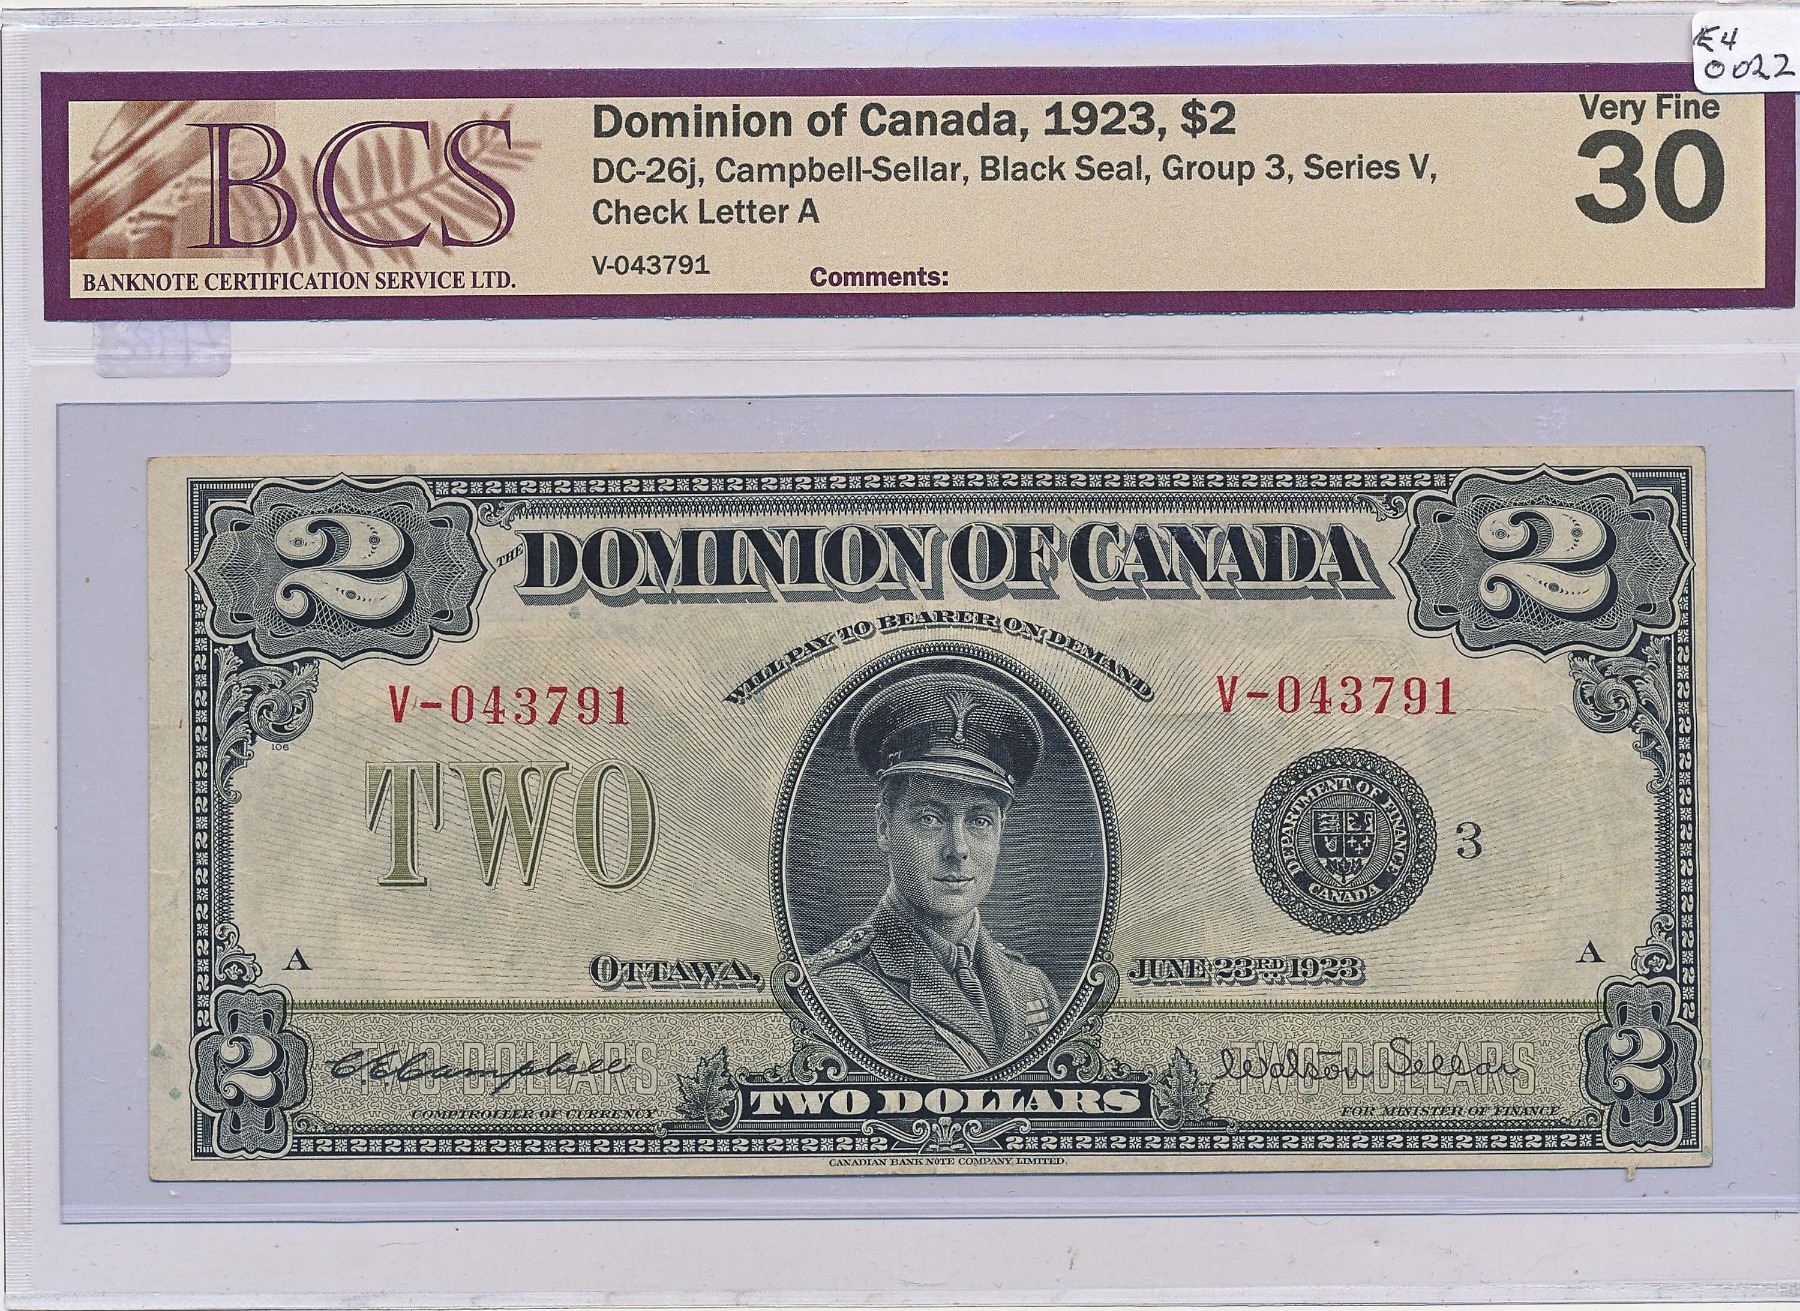 E4
0022
BCS
BANKNOTE CERTIFICATION SERVICE LTD.
Dominion of Canada, 1923, $2
DC-26j, Campbell-Sellar, Black Seal, Group 3, Series V,
Check Letter A
V-043791
Comments:
Very Fine
30
2 THE DOMINION OF CANADA 2
WILL PAY TO BEARER ON DEMAND
V-043791 V-043791
106
TWO
DEPARTMENT OF FINANCE
CANADA
3
A A
OTTAWA, JUNE 23RD 1923
2 TWO DOLLARS TWO DOLLARS 2
C E Campbell Watson Sellar
COMPTROLLER OF CURRENCY FOR MINISTER OF FINANCE
TWO DOLLARS
CANADIAN BANK NOTE COMPANY, LIMITED.